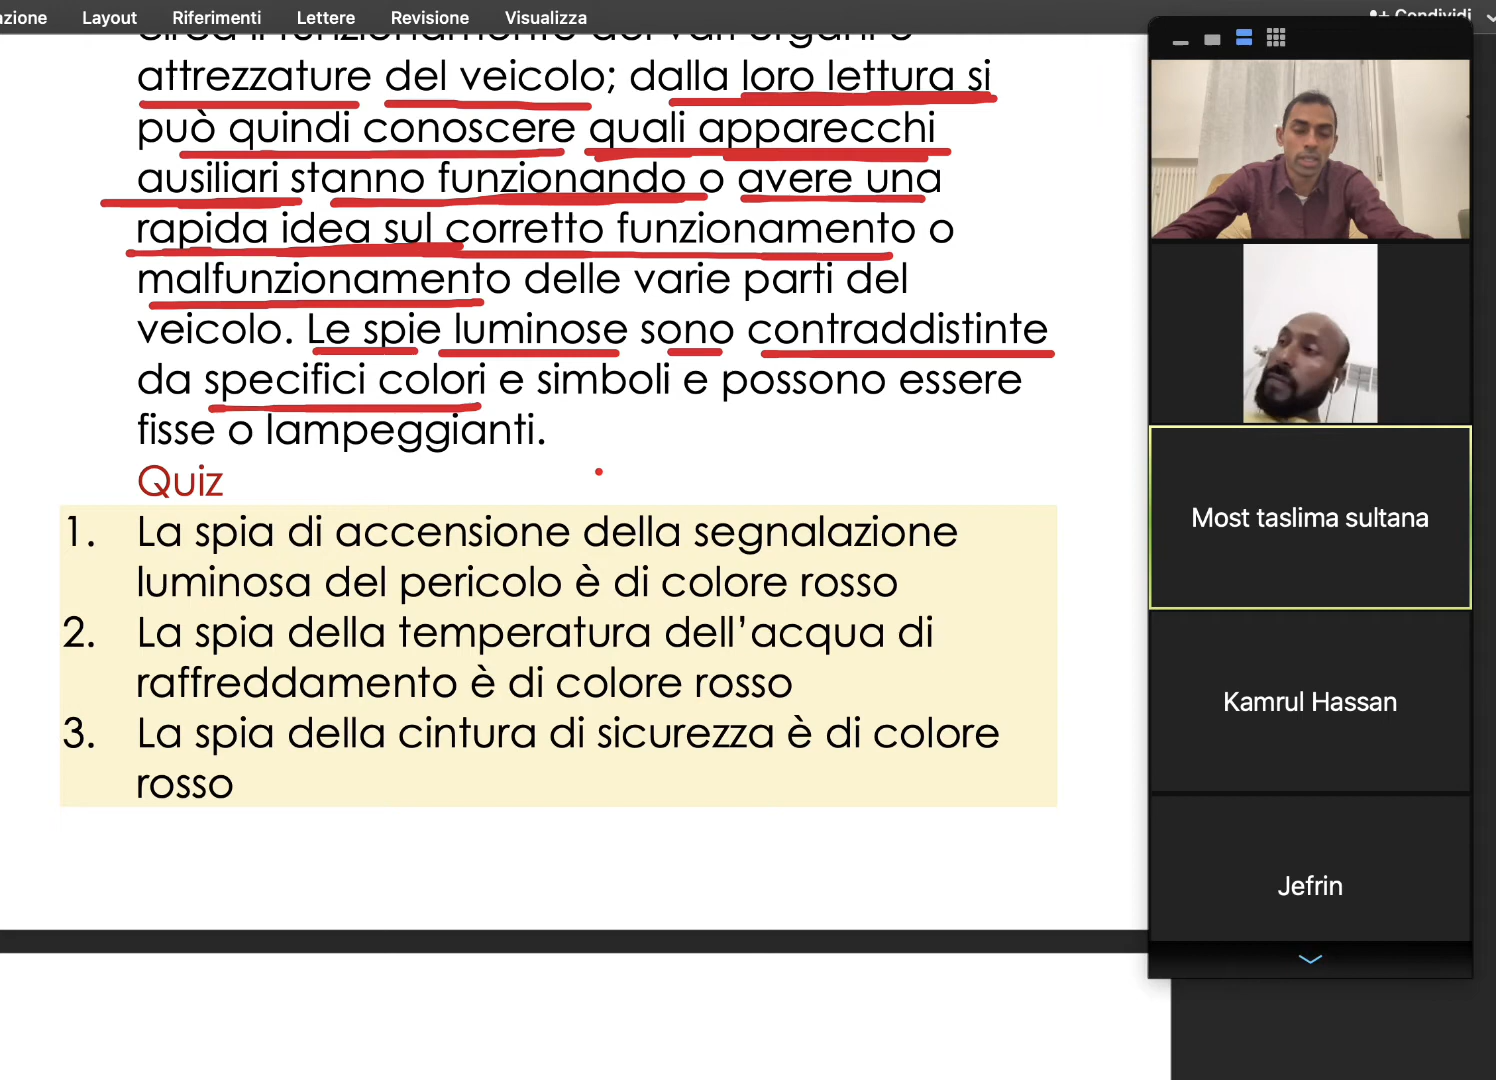 Layout Riferimenti Lettere Revisione Visualizza
Condividi
attrezzature del veicolo; dalla loro lettura si
può quindi conoscere quali apparecchi
ausiliari stanno funzionando o avere una
rapida idea sul corretto funzionamento o
malfunzionamento delle varie parti del
veicolo. Le spie luminose sono contraddistinte
da specifici colori e simboli e possono essere
fisse o lampeggianti.
Quiz
1. La spia di accensione della segnalazione
luminosa del pericolo è di colore rosso
2. La spia della temperatura dell’acqua di
raffreddamento è di colore rosso
3. La spia della cintura di sicurezza è di colore
rosso
Most taslima sultana
Kamrul Hassan
Jefrin